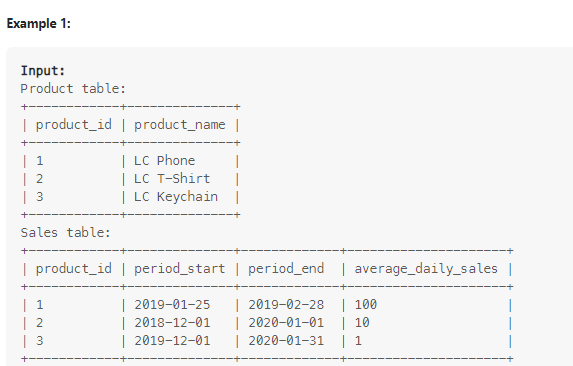 Example 1:
Input:
Product table:
+------------+--------------+
| product_id | product_name |
+------------+--------------+
| 1          | LC Phone     |
| 2          | LC T-Shirt   |
| 3          | LC Keychain  |
+------------+--------------+
Sales table:
+------------+--------------+-------------+---------------------+
| product_id | period_start | period_end  | average_daily_sales |
+------------+--------------+-------------+---------------------+
| 1          | 2019-01-25   | 2019-02-28  | 100                 |
| 2          | 2018-12-01   | 2020-01-01  | 10                  |
| 3          | 2019-12-01   | 2020-01-31  | 1                   |
+------------+--------------+-------------+---------------------+